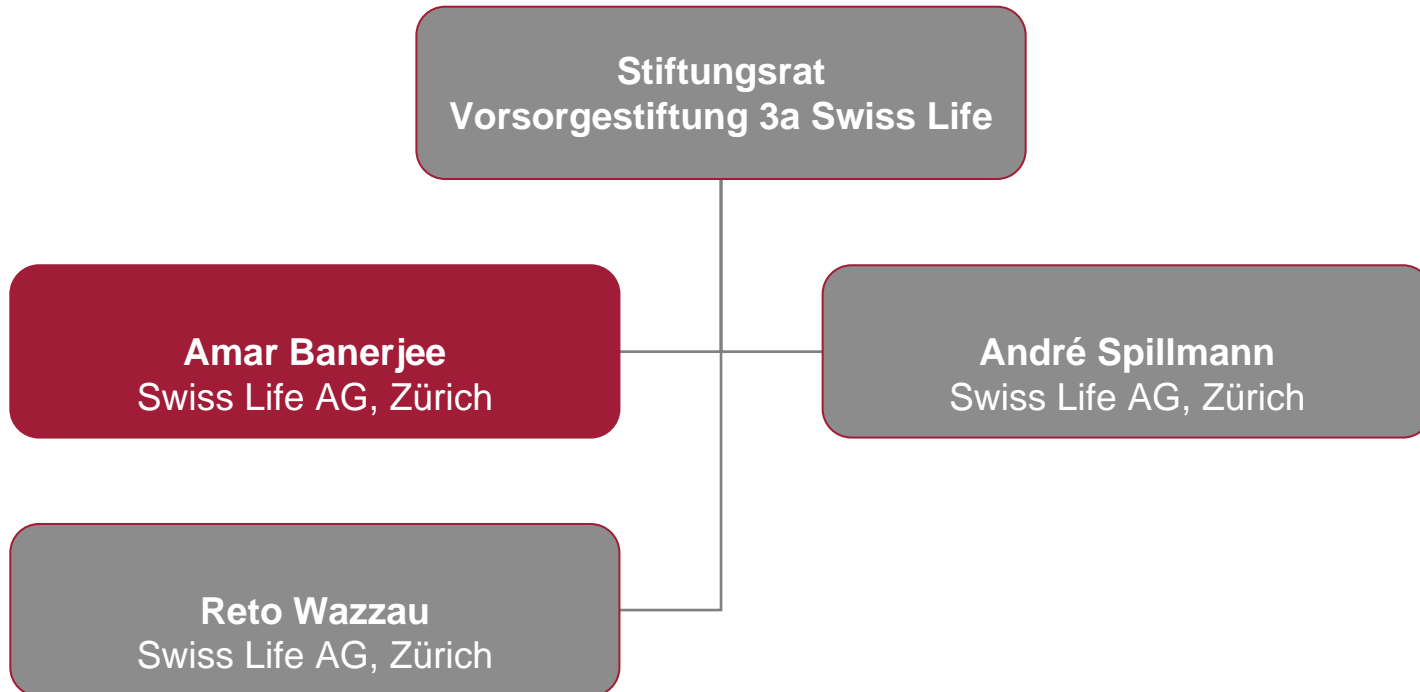 Stiftungsrat
Vorsorgestiftung 3a Swiss Life
Amar Banerjee
Swiss Life AG, Zürich
André Spillmann
Swiss Life AG, Zürich
Reto Wazzau
Swiss Life AG, Zürich